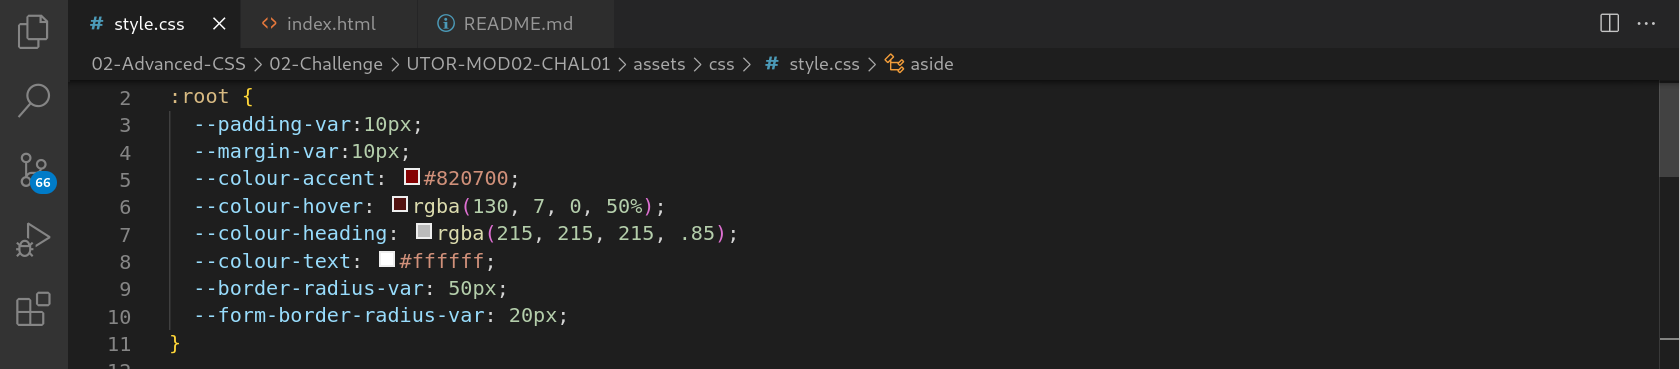 style.css index.html README.md
02-Advanced-CSS > 02-Challenge > UTOR-MOD02-CHAL01 > assets > css > # style.css > aside
2 :root {
3 --padding-var:10px;
4 --margin-var:10px;
66
5 --colour-accent: #820700;
6 --colour-hover: rgba(130, 7, 0, 50%);
7 --colour-heading: rgba(215, 215, 215, .85);
8 --colour-text: #ffffff;
9 --border-radius-var: 50px;
10 --form-border-radius-var: 20px;
11 }